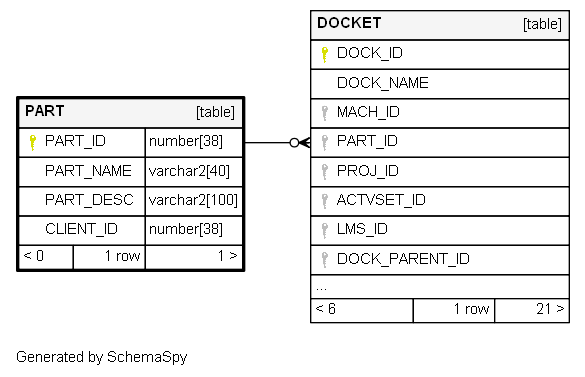 DOCKET [table]
DOCK_ID
DOCK_NAME
MACH_ID
PART_ID
PROJ_ID
ACTVSET_ID
LMS_ID
DOCK_PARENT_ID
...
< 6 1 row 21 >
PART [table]
PART_ID number[38]
PART_NAME varchar2[40]
PART_DESC varchar2[100]
CLIENT_ID number[38]
< 0 1 row 1 >
Generated by SchemaSpy